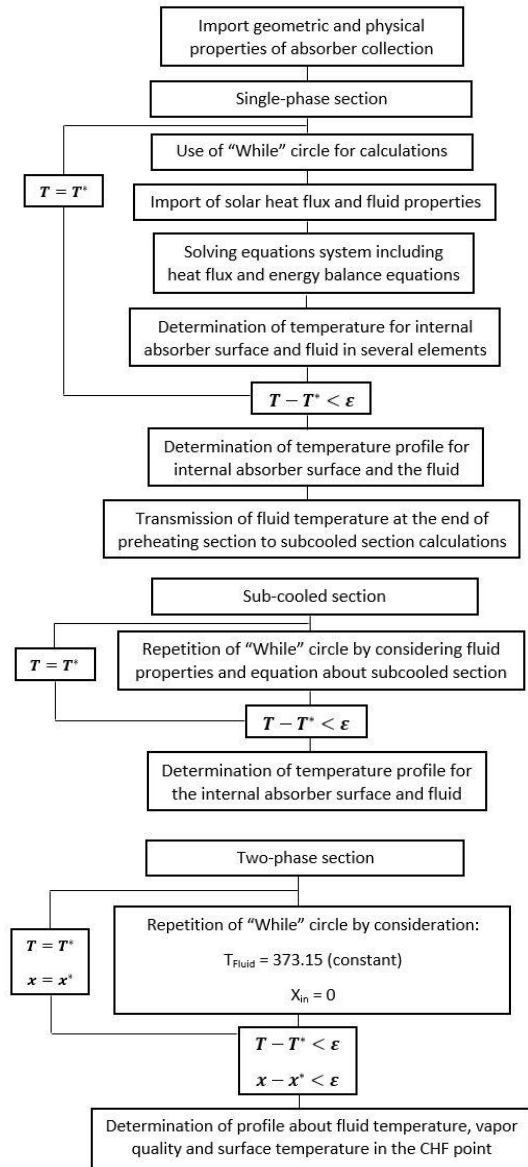 Import geometric and physical
properties of absorber collection
Single-phase section
Use of “While” circle for calculations
T = T*
Import of solar heat flux and fluid properties
Solving equations system including
heat flux and energy balance equations
Determination of temperature for internal
absorber surface and fluid in several elements
T − T* < ε
Determination of temperature profile for
internal absorber surface and the fluid
Transmission of fluid temperature at the end of
preheating section to subcooled section calculations
Sub-cooled section
T = T*
Repetition of “While” circle by considering fluid
properties and equation about subcooled section
T − T* < ε
Determination of temperature profile for
the internal absorber surface and fluid
Two-phase section
T = T*
x = x*
Repetition of “While” circle by consideration:
TFluid = 373.15 (constant)
Xin = 0
T − T* < ε
x − x* < ε
Determination of profile about fluid temperature, vapor
quality and surface temperature in the CHF point